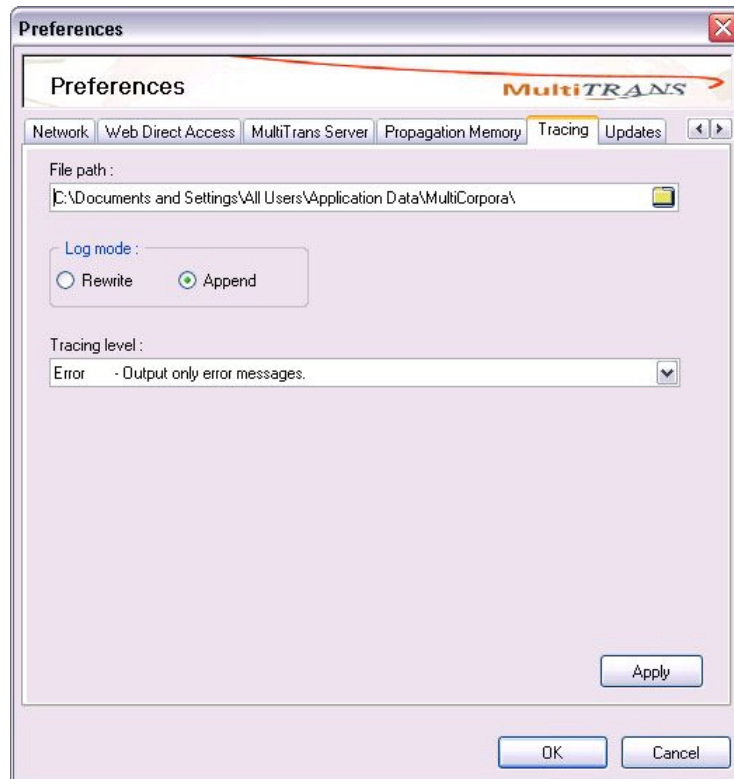 Preferences
Preferences
MultiTRANS
Network Web Direct Access MultiTrans Server Propagation Memory Tracing Updates
File path :
C:\Documents and Settings\All Users\Application Data\MultiCorpora\
Log mode :
Rewrite Append
Tracing level :
Error - Output only error messages.
Apply
OK Cancel